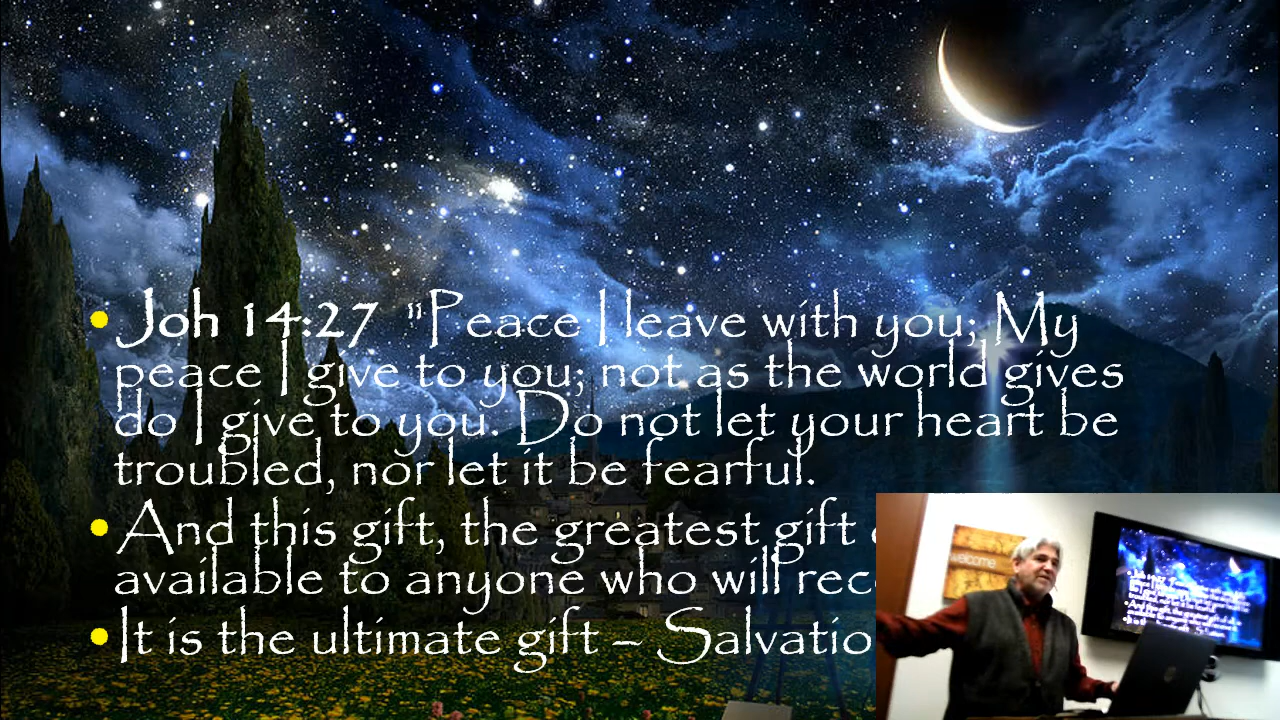 • Joh 14:27 "Peace I leave with you; My
peace I give to you; not as the world gives
do I give to you. Do not let your heart be
troubled, nor let it be fearful.
• And this gift, the greatest gift
available to anyone who will
• It is the ultimate gift –
welcome